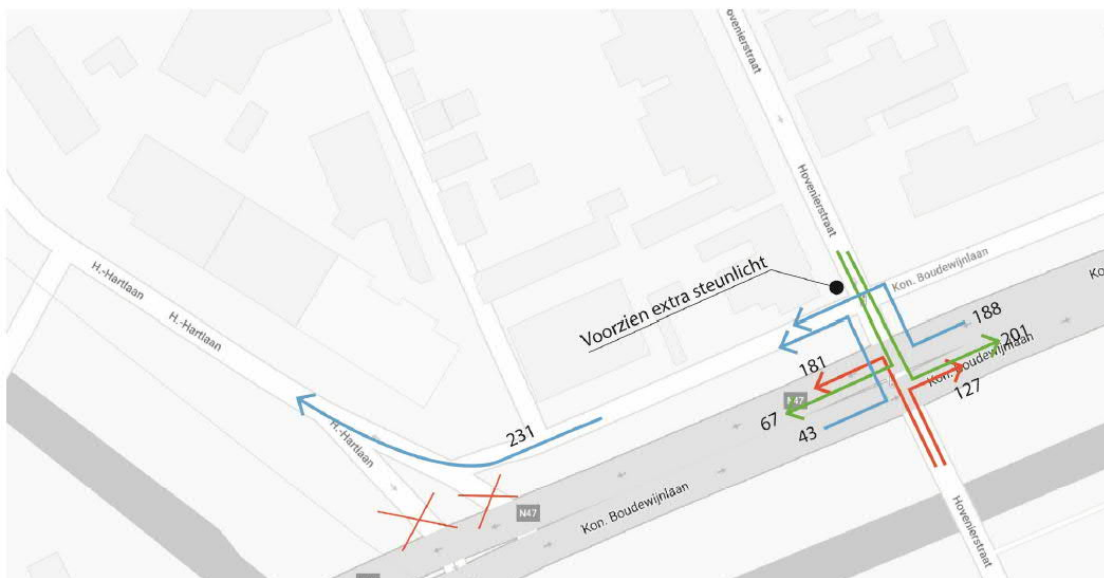 Hovenierstraat
Hovenierstraat
Kon. Boudewijnlaan
Voorzien extra steunlicht
H.-Hartlaan
H.-Hartlaan
188
201
181
Kon. Boudewijnlaan
127
N47
67
43
231
H.-Hartlaan
N47
Kon. Boudewijnlaan
Hovenierstraat